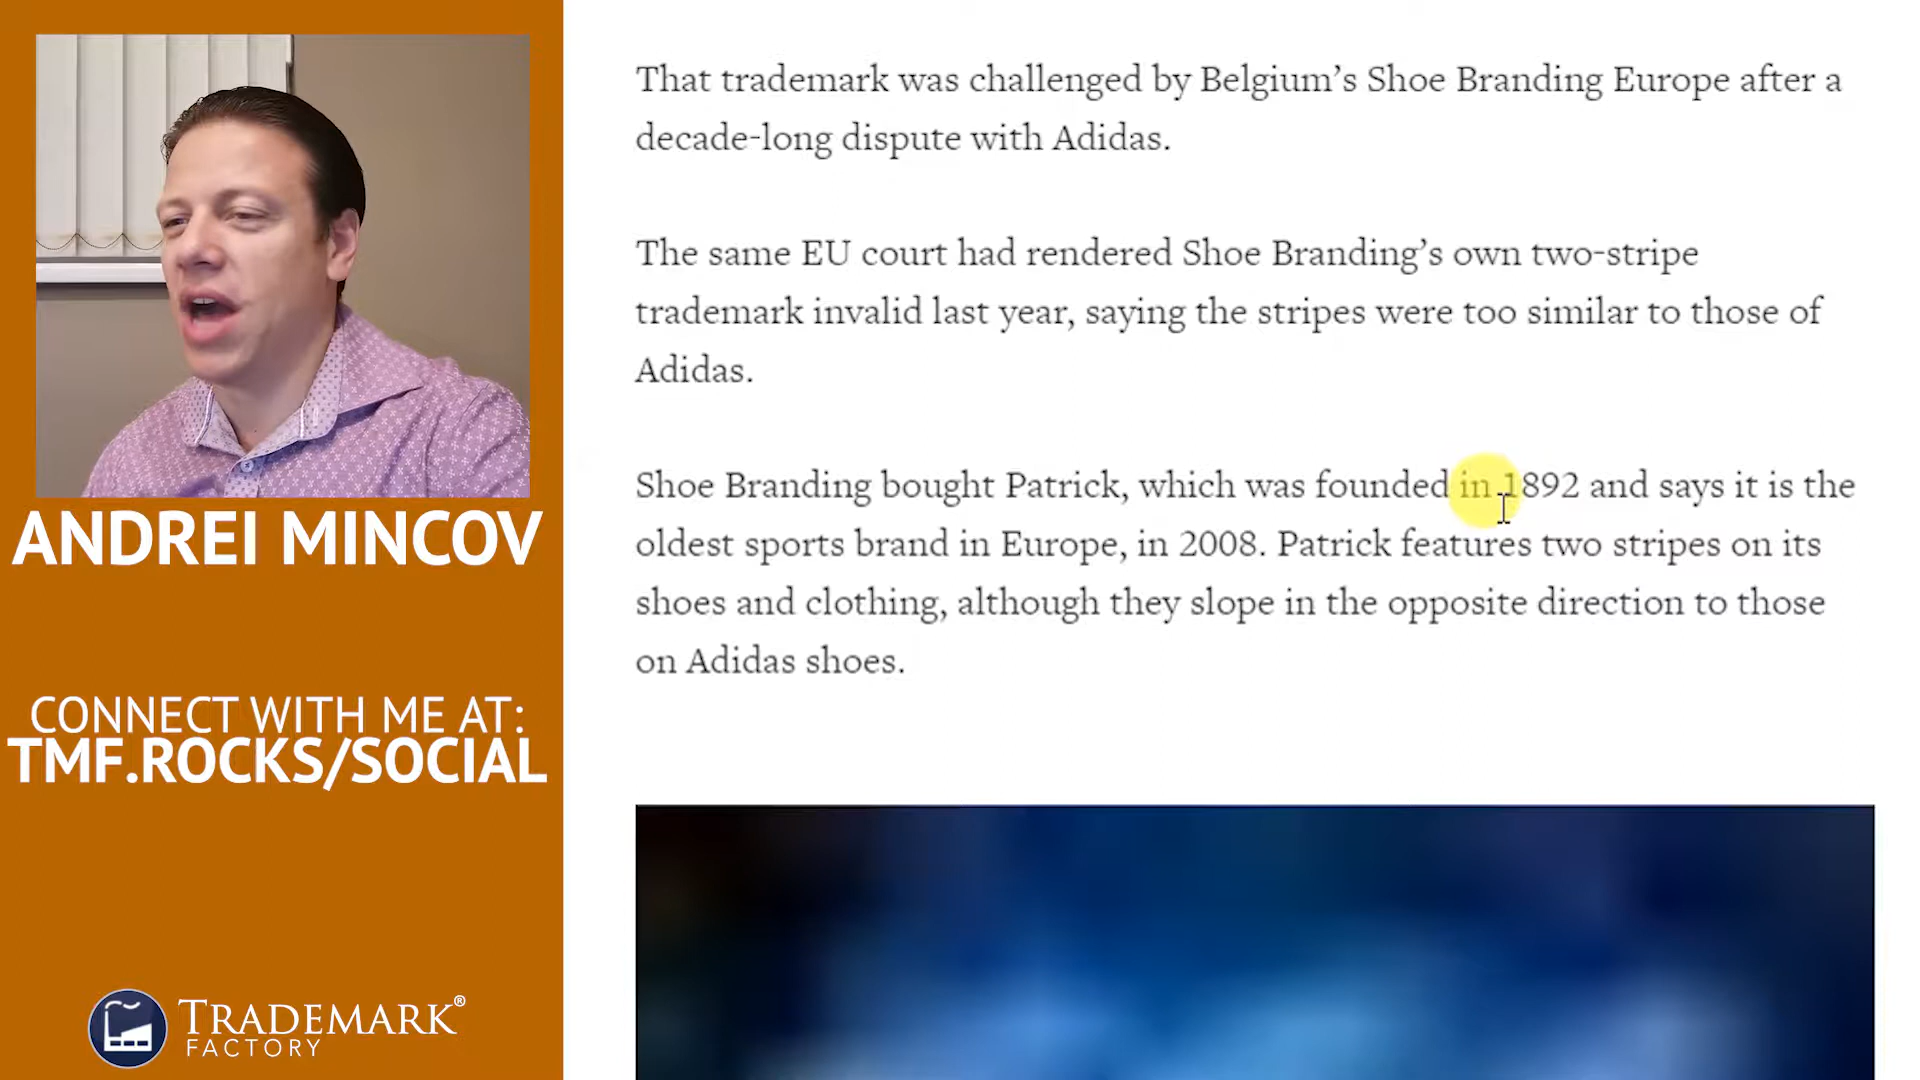 ANDREI MINCOV
CONNECT WITH ME AT:
TMF.ROCKS/SOCIAL
TRADEMARK®
FACTORY
That trademark was challenged by Belgium’s Shoe Branding Europe after a
decade-long dispute with Adidas.
The same EU court had rendered Shoe Branding’s own two-stripe
trademark invalid last year, saying the stripes were too similar to those of
Adidas.
Shoe Branding bought Patrick, which was founded in 1892 and says it is the
oldest sports brand in Europe, in 2008. Patrick features two stripes on its
shoes and clothing, although they slope in the opposite direction to those
on Adidas shoes.